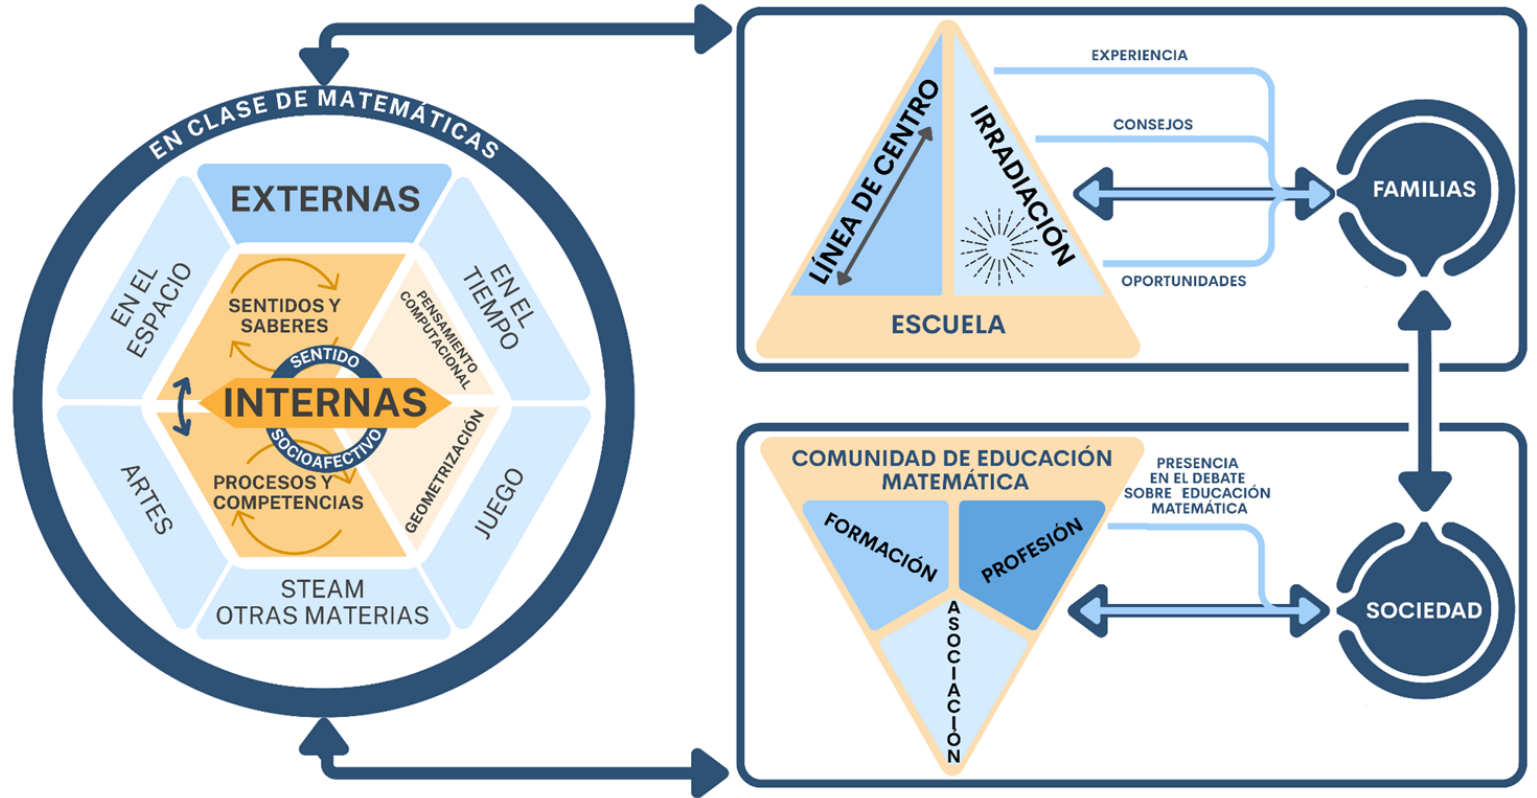 EN CLASE DE MATEMÁTICAS
EXTERNAS
EN EL
ESPACIO
EN EL
TIEMPO
SENTIDOS Y
SABERES
PENSAMIENTO
COMPUTACIONAL
SENTIDO
INTERNAS
SOCIOAFECTIVO
PROCESOS Y
COMPETENCIAS
GEOMETRIZACIÓN
ARTES
JUEGO
STEAM
OTRAS MATERIAS
LÍNEA DE CENTRO
IRRADIACIÓN
ESCUELA
EXPERIENCIA
CONSEJOS
OPORTUNIDADES
FAMILIAS
COMUNIDAD DE EDUCACIÓN
MATEMÁTICA
FORMACIÓN
PROFESIÓN
ASOCIACIÓN
PRESENCIA
EN EL DEBATE
SOBRE EDUCACIÓN
MATEMÁTICA
SOCIEDAD